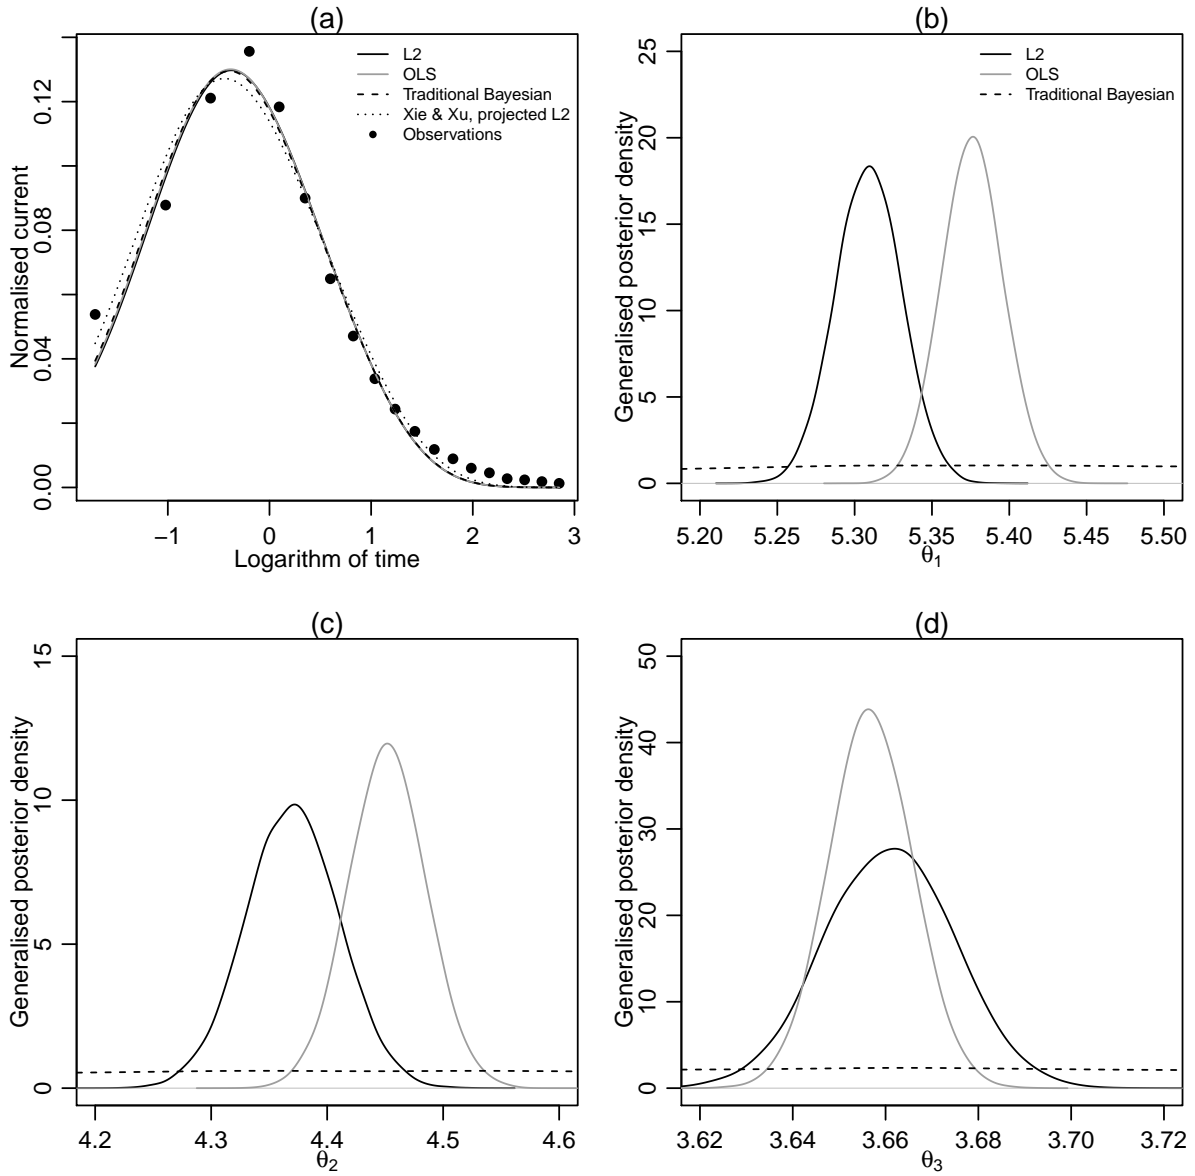 (a)
L2
OLS
Traditional Bayesian
Xie & Xu, projected L2
Observations
Normalised current
0.00 0.04 0.08 0.12
−1 0 1 2 3
Logarithm of time
(b)
L2
OLS
Traditional Bayesian
Generalised posterior density
0 5 10 15 20 25
5.20 5.25 5.30 5.35 5.40 5.45 5.50
θ1
(c)
Generalised posterior density
0 5 10 15
4.2 4.3 4.4 4.5 4.6
θ2
(d)
Generalised posterior density
0 10 20 30 40 50
3.62 3.64 3.66 3.68 3.70 3.72
θ3